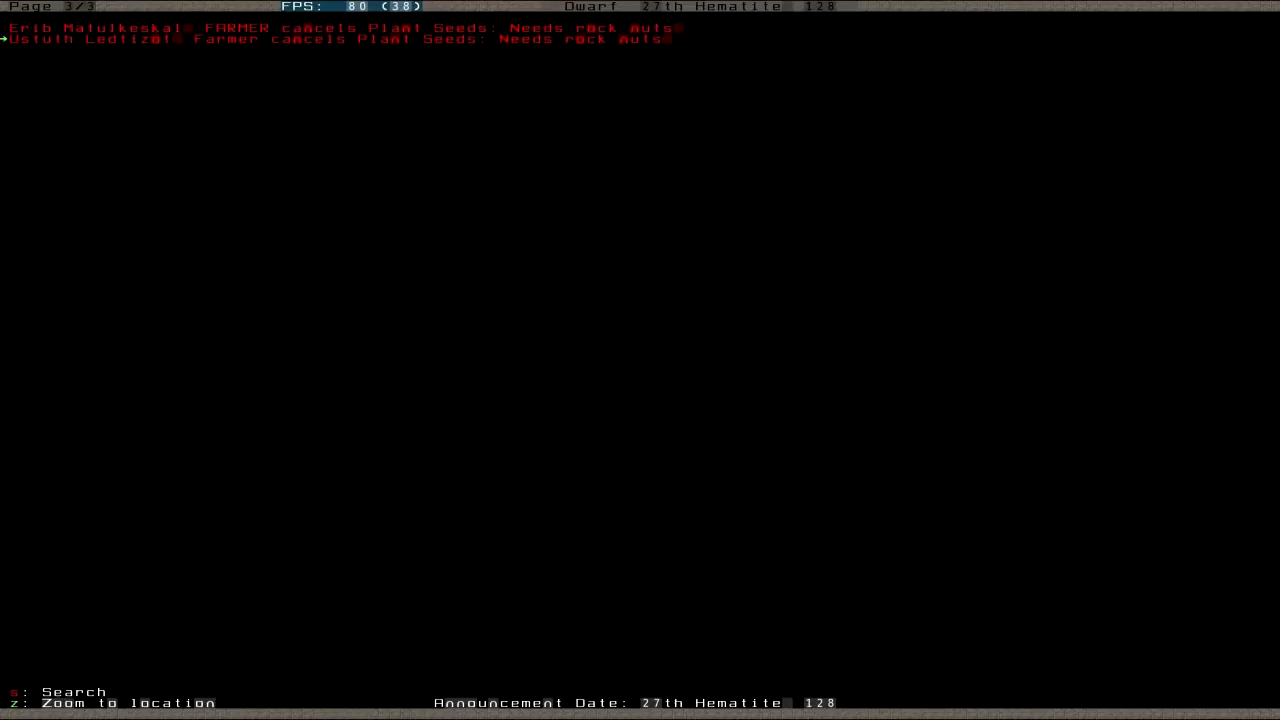 Page 3/3 FPS: 80 (38) Dwarf 27th Hematite 128
Erib Matulkeskal FARMER cancels Plant Seeds: Needs rock nuts
Ustuth Ledtizot Farmer cancels Plant Seeds: Needs rock nuts
s: Search
z: Zoom to location Announcement Date: 27th Hematite 128